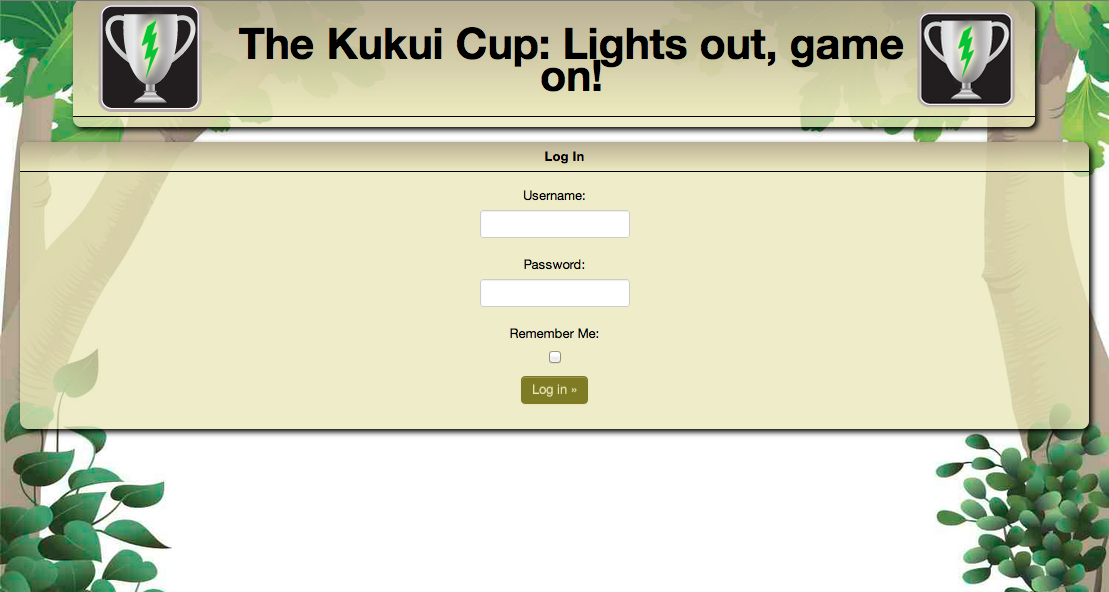 The Kukui Cup: Lights out, game
on!
Log In
Username:
Password:
Remember Me:
Log in »